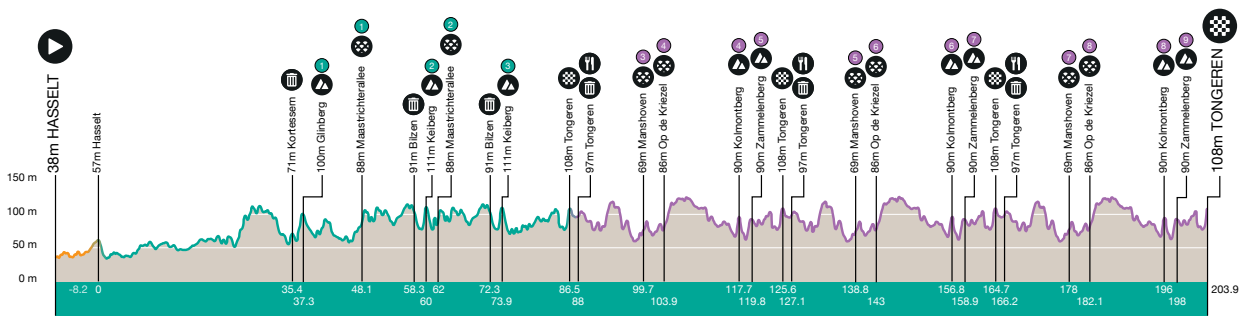 38m HASSELT
57m Hasselt
71m Kortessem
1
100m Glinberg
1
88m Maastrichterallee
91m Bilzen
2
111m Keiberg
2
88m Maastrichterallee
91m Bilzen
3
111m Keiberg
108m Tongeren
97m Tongeren
3
69m Manshoven
4
86m Op de Kriezel
4
90m Kolmontberg
5
90m Zammelenberg
108m Tongeren
97m Tongeren
5
69m Manshoven
6
86m Op de Kriezel
6
90m Kolmontberg
7
90m Zammelenberg
108m Tongeren
97m Tongeren
7
69m Manshoven
8
86m Op de Kriezel
8
90m Kolmontberg
9
90m Zammelenberg
108m TONGEREN
150 m
100 m
50 m
0 m
-8.2 0 35.4 48.1 58.3 62 72.3 86.5 99.7 117.7 125.6 138.8 156.8 164.7 178 196 203.9
37.3 60 73.9 88 103.9 119.8 127.1 143 158.9 166.2 182.1 198